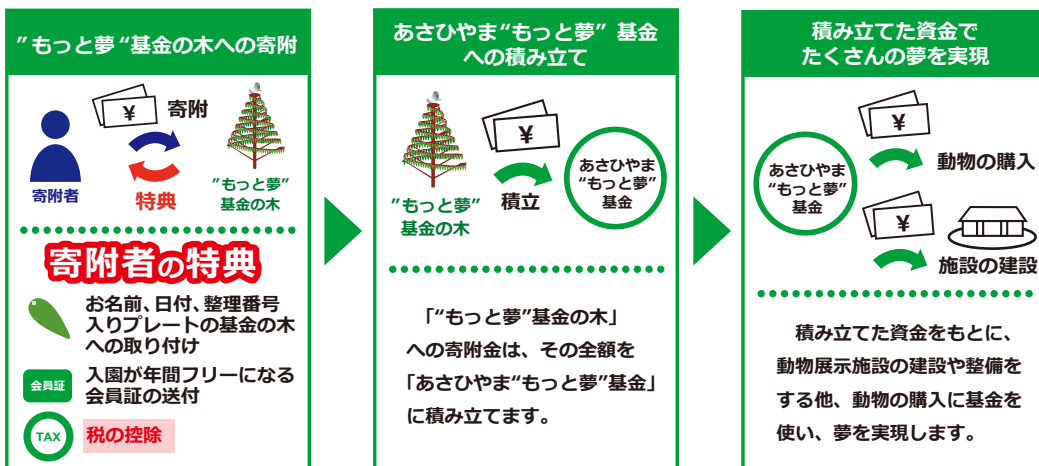 ”もっと夢“基金の木への寄附
¥
寄附
寄附者
特典
”もっと夢”
基金の木
寄附者の特典
お名前、日付、整理番号
入りプレートの基金の木
への取り付け
会員証
入園が年間フリーになる
会員証の送付
TAX
税の控除
あさひやま“もっと夢”基金
への積み立て
¥
”もっと夢”
基金の木
積立
あさひやま
“もっと夢”
基金
「“もっと夢”基金の木」
への寄附金は、その全額を
「あさひやま“もっと夢”基金」
に積み立てます。
積み立てた資金で
たくさんの夢を実現
あさひやま
“もっと夢”
基金
¥
動物の購入
¥
施設の建設
積み立てた資金をもとに、
動物展示施設の建設や整備を
する他、動物の購入に基金を
使い、夢を実現します。